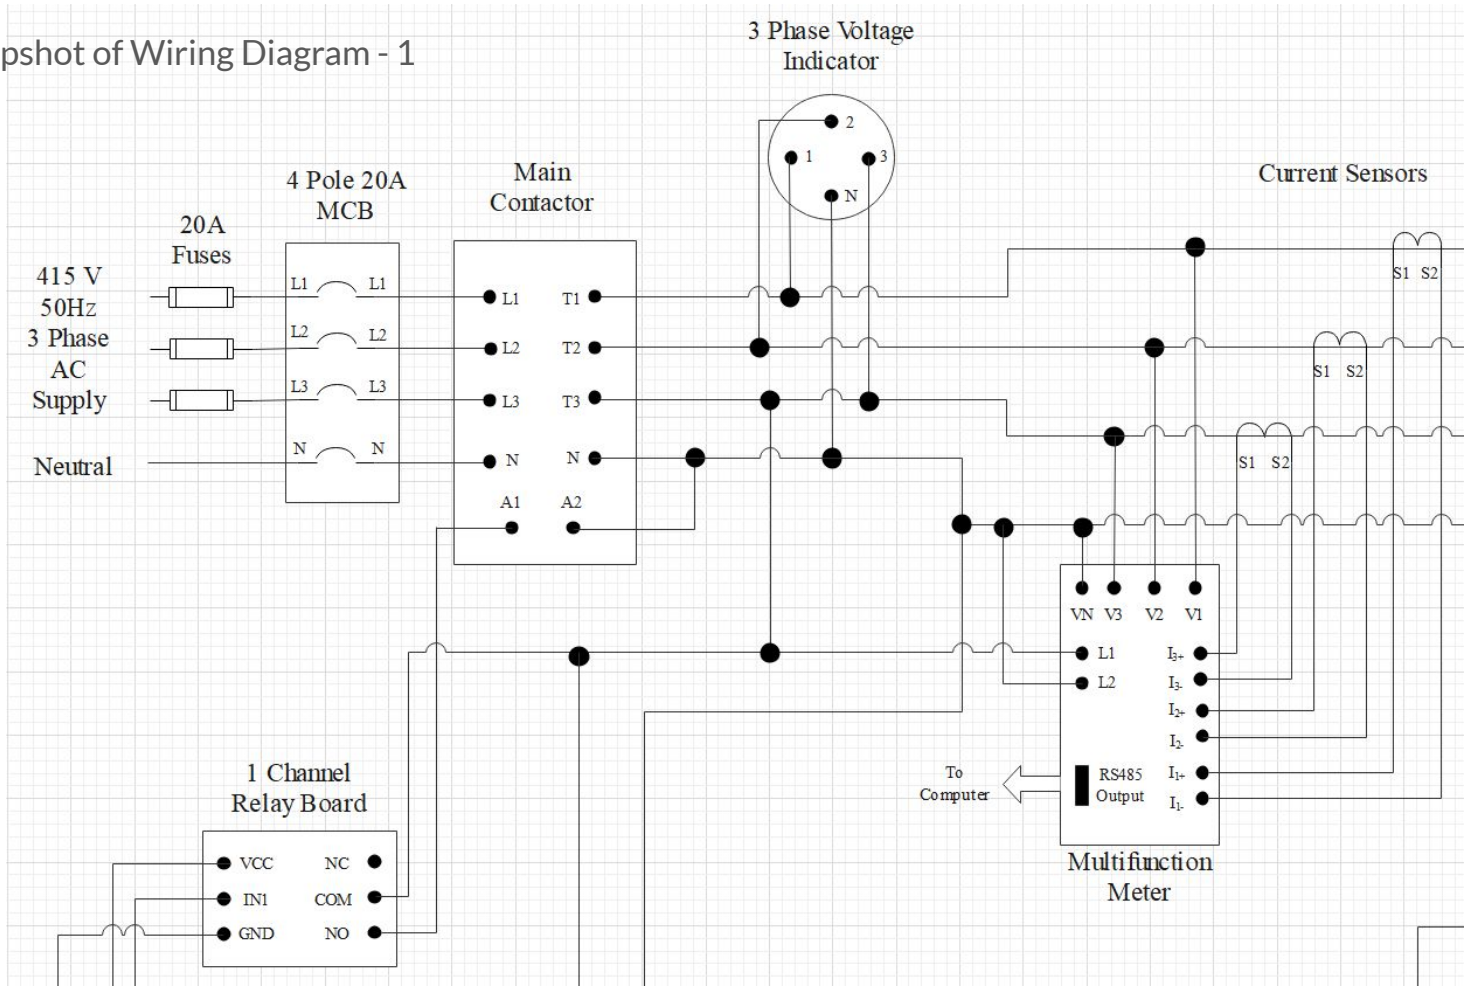 pshot of Wiring Diagram - 1
3 Phase Voltage
Indicator
2
1
3
N
Current Sensors
Main
Contactor
4 Pole 20A
MCB
20A
Fuses
415 V
50Hz
3 Phase
AC
Supply
Neutral
L1 L1
L2 L2
L3 L3
N N
L1 T1
L2 T2
L3 T3
N N
A1 A2
S1 S2
S1 S2
S1 S2
VN V3 V2 V1
L1 I3+
L2 I3-
I2+
I2-
RS485 I1+
Output I1-
To
Computer
Multifunction
Meter
1 Channel
Relay Board
VCC NC
IN1 COM
GND NO